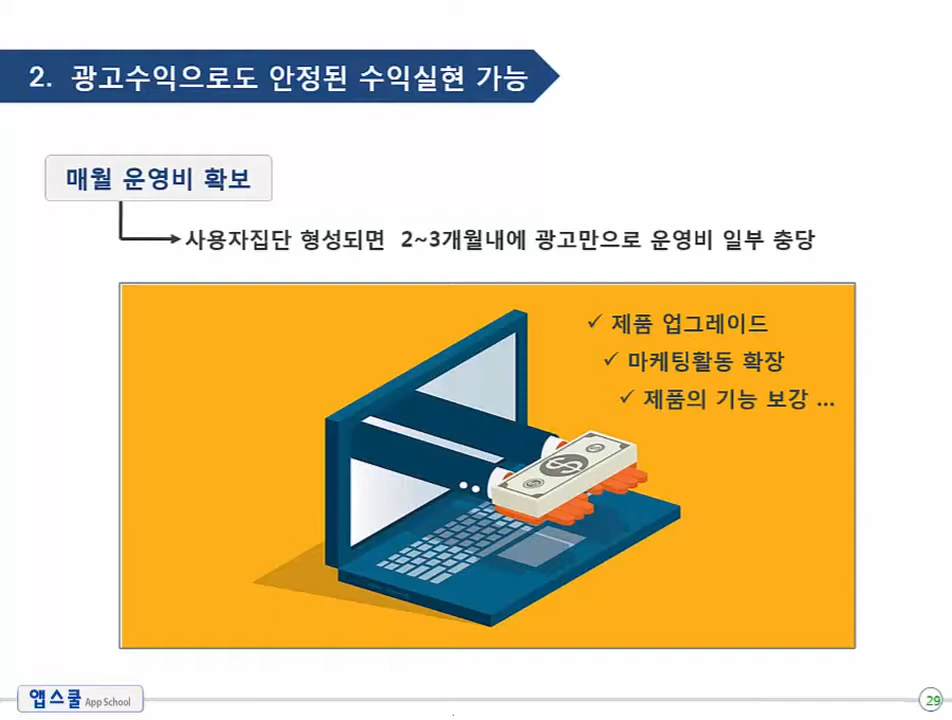 2. 광고수익으로도 안정된 수익실현 가능
매월 운영비 확보
사용자집단 형성되면 2~3개월내에 광고만으로 운영비 일부 충당
✓ 제품 업그레이드
✓ 마케팅활동 확장
✓ 제품의 기능 보강 ...
앱스쿨 App School
29